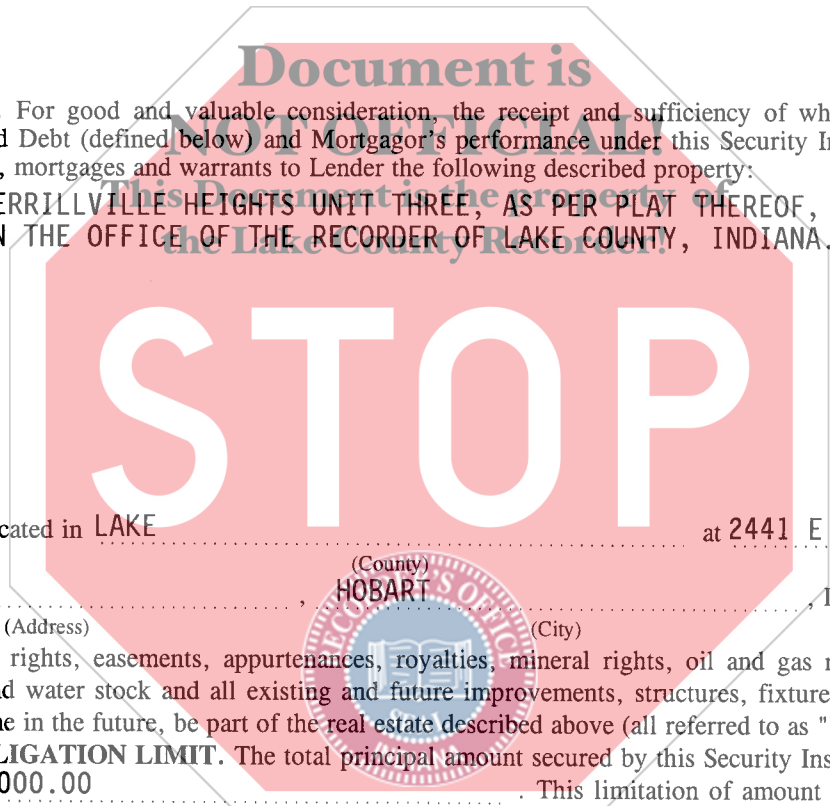 Document is
. For good and valuable consideration, the receipt and sufficiency of wh
NOT OFFICIAL!
d Debt (defined below) and Mortgagor's performance under this Security In
, mortgages and warrants to Lender the following described property:
This Document is the property of
ERRILLVILLE HEIGHTS UNIT THREE, AS PER PLAT THEREOF,
N THE OFFICE OF THE RECORDER OF LAKE COUNTY, INDIANA.
the Lake County Recorder!
STOP
cated in LAKE at 2441 E
(County)
, HOBART , I
(Address) (City)
RECORDER'S OFFICE
rights, easements, appurtenances, royalties, mineral rights, oil and gas r
d water stock and all existing and future improvements, structures, fixture
e in the future, be part of the real estate described above (all referred to as "
SEAL
LIGATION LIMIT. The total principal amount secured by this Security Ins
INDIANA
000.00 . This limitation of amount